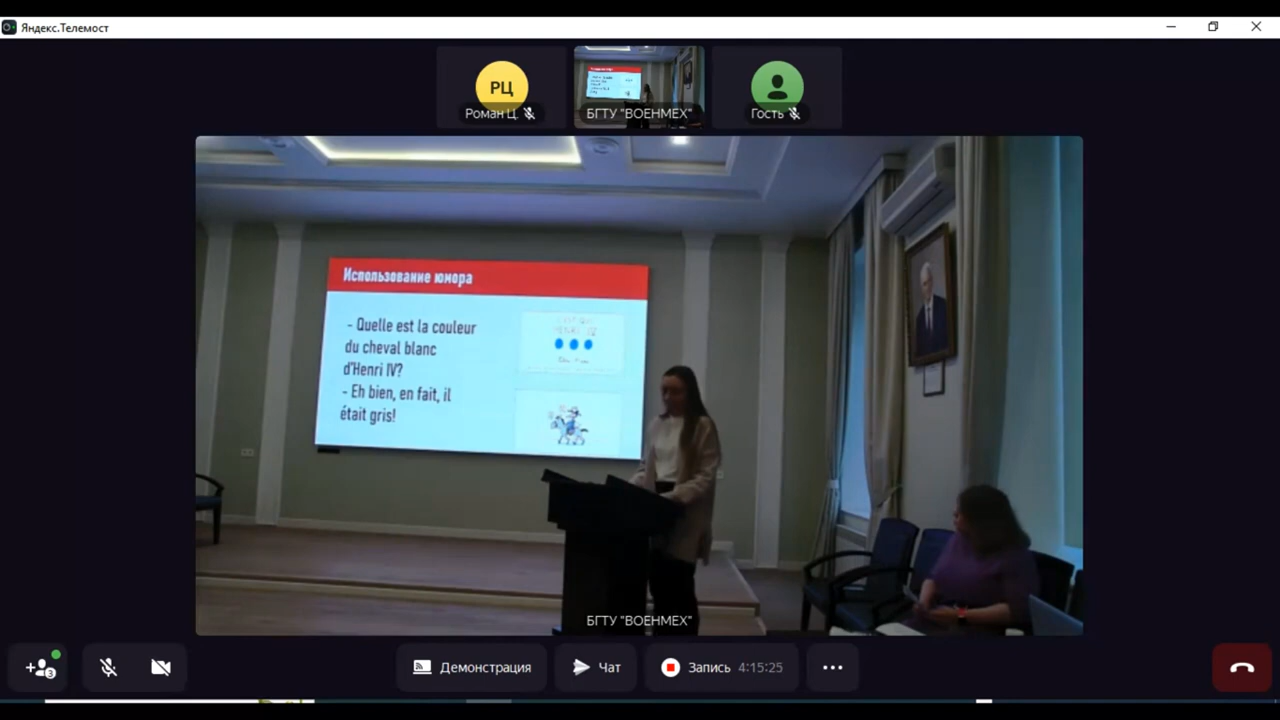 Яндекс.Телемост
РЦ
Роман Ц.
БГТУ "ВОЕНМЕХ"
Гость
Использование юмора
- Quelle est la couleur
du cheval blanc
d'Henri IV?
- Eh bien, en fait, il
était gris!
БГТУ "ВОЕНМЕХ"
3
Демонстрация
Чат
Запись 4:15:25